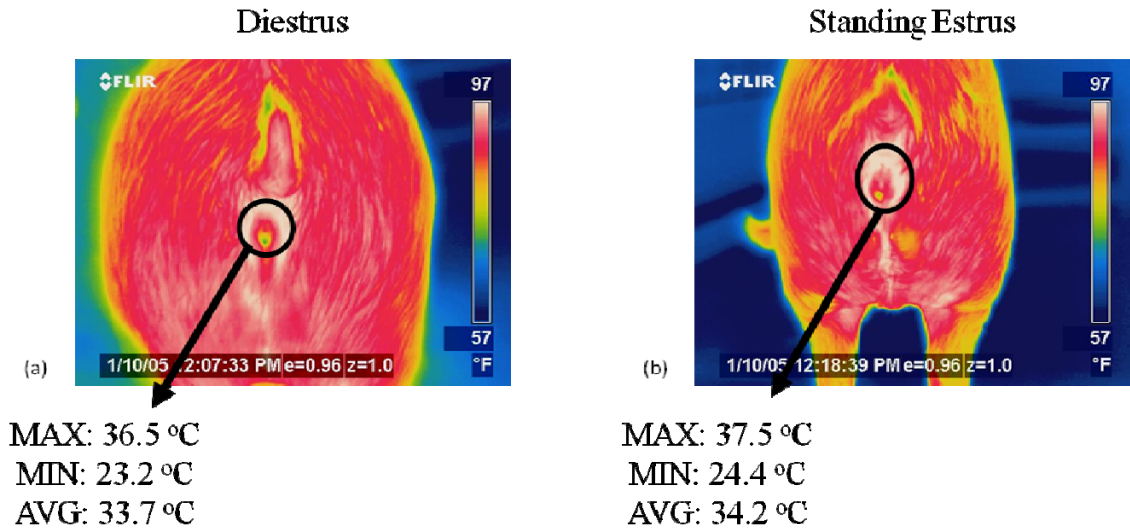 Diestrus
Standing Estrus
FLIR
97
57
°F
1/10/05 12:07:33 PM e=0.96 z=1.0
(a)
MAX: 36.5 °C
MIN: 23.2 °C
AVG: 33.7 °C
FLIR
97
57
°F
1/10/05 12:18:39 PM e=0.96 z=1.0
(b)
MAX: 37.5 °C
MIN: 24.4 °C
AVG: 34.2 °C